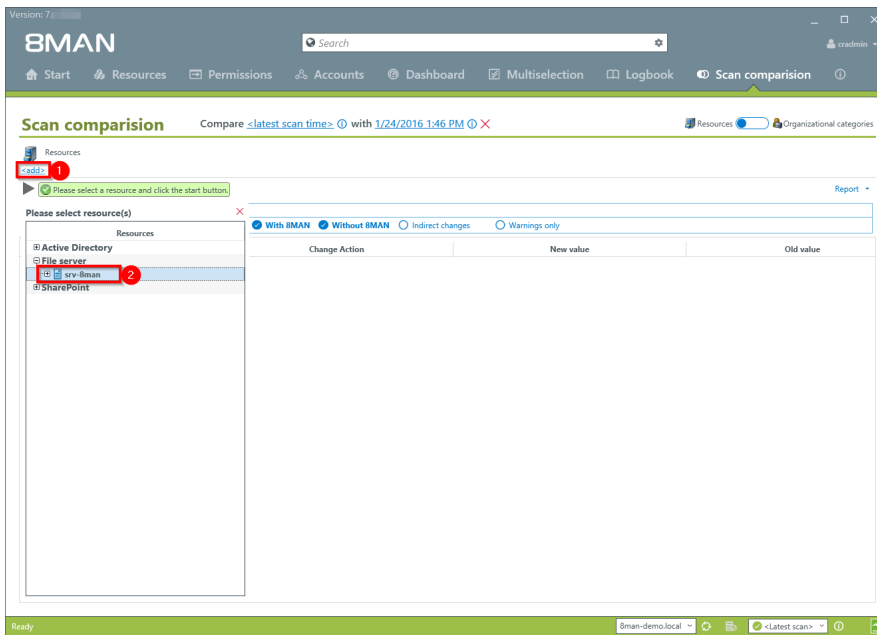 Version: 7.
8MAN
Search
cradmin
Start Resources Permissions Accounts Dashboard Multiselection Logbook Scan comparision
Scan comparision Compare <latest scan time> with 1/24/2016 1:46 PM Resources Organizational categories
Resources
<add> 1
Please select a resource and click the start button. Report
Please select resource(s)
With 8MAN Without 8MAN Indirect changes Warnings only
Resources
Change Action New value Old value
Active Directory
File server
srv-8man 2
SharePoint
Ready 8man-demo.local <Latest scan>